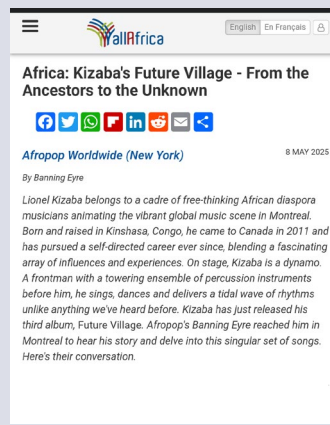 allAfrica
English En Français
Africa: Kizaba's Future Village - From the
Ancestors to the Unknown
Afropop Worldwide (New York)
8 MAY 2025
By Banning Eyre
Lionel Kizaba belongs to a cadre of free-thinking African diaspora
musicians animating the vibrant global music scene in Montreal.
Born and raised in Kinshasa, Congo, he came to Canada in 2011 and
has pursued a self-directed career ever since, blending a fascinating
array of influences and experiences. On stage, Kizaba is a dynamo.
A frontman with a towering ensemble of percussion instruments
before him, he sings, dances and delivers a tidal wave of rhythms
unlike anything we've heard before. Kizaba has just released his
third album, Future Village. Afropop's Banning Eyre reached him in
Montreal to hear his story and delve into this singular set of songs.
Here's their conversation.